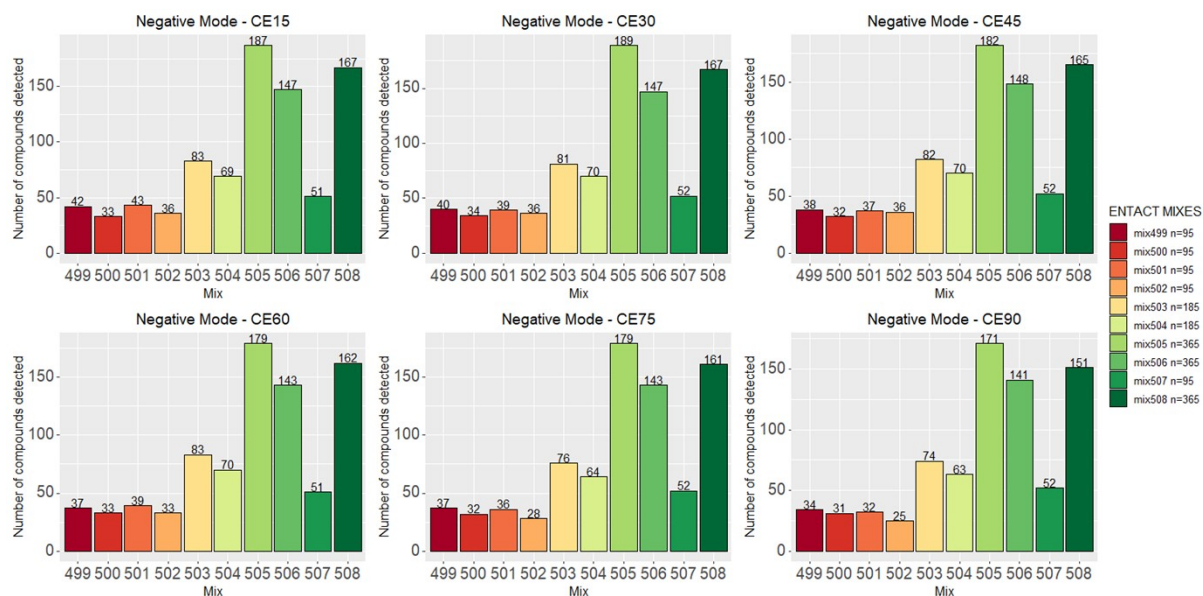 Negative Mode - CE15
Number of compounds detected
150
100
50
0
42
33
43
36
83
69
187
147
51
167
499 500 501 502 503 504 505 506 507 508
Mix
Negative Mode - CE30
Number of compounds detected
150
100
50
0
40
34
39
36
81
70
189
147
52
167
499 500 501 502 503 504 505 506 507 508
Mix
Negative Mode - CE45
Number of compounds detected
150
100
50
0
38
32
37
36
82
70
182
148
52
165
499 500 501 502 503 504 505 506 507 508
Mix
Negative Mode - CE60
Number of compounds detected
150
100
50
0
37
33
39
33
83
70
179
143
51
162
499 500 501 502 503 504 505 506 507 508
Mix
Negative Mode - CE75
Number of compounds detected
150
100
50
0
37
32
36
28
76
64
179
143
52
161
499 500 501 502 503 504 505 506 507 508
Mix
Negative Mode - CE90
Number of compounds detected
150
100
50
0
34
31
32
25
74
63
171
141
52
151
499 500 501 502 503 504 505 506 507 508
Mix
ENTACT MIXES
mix499 n=95
mix500 n=95
mix501 n=95
mix502 n=95
mix503 n=185
mix504 n=185
mix505 n=365
mix506 n=365
mix507 n=95
mix508 n=365